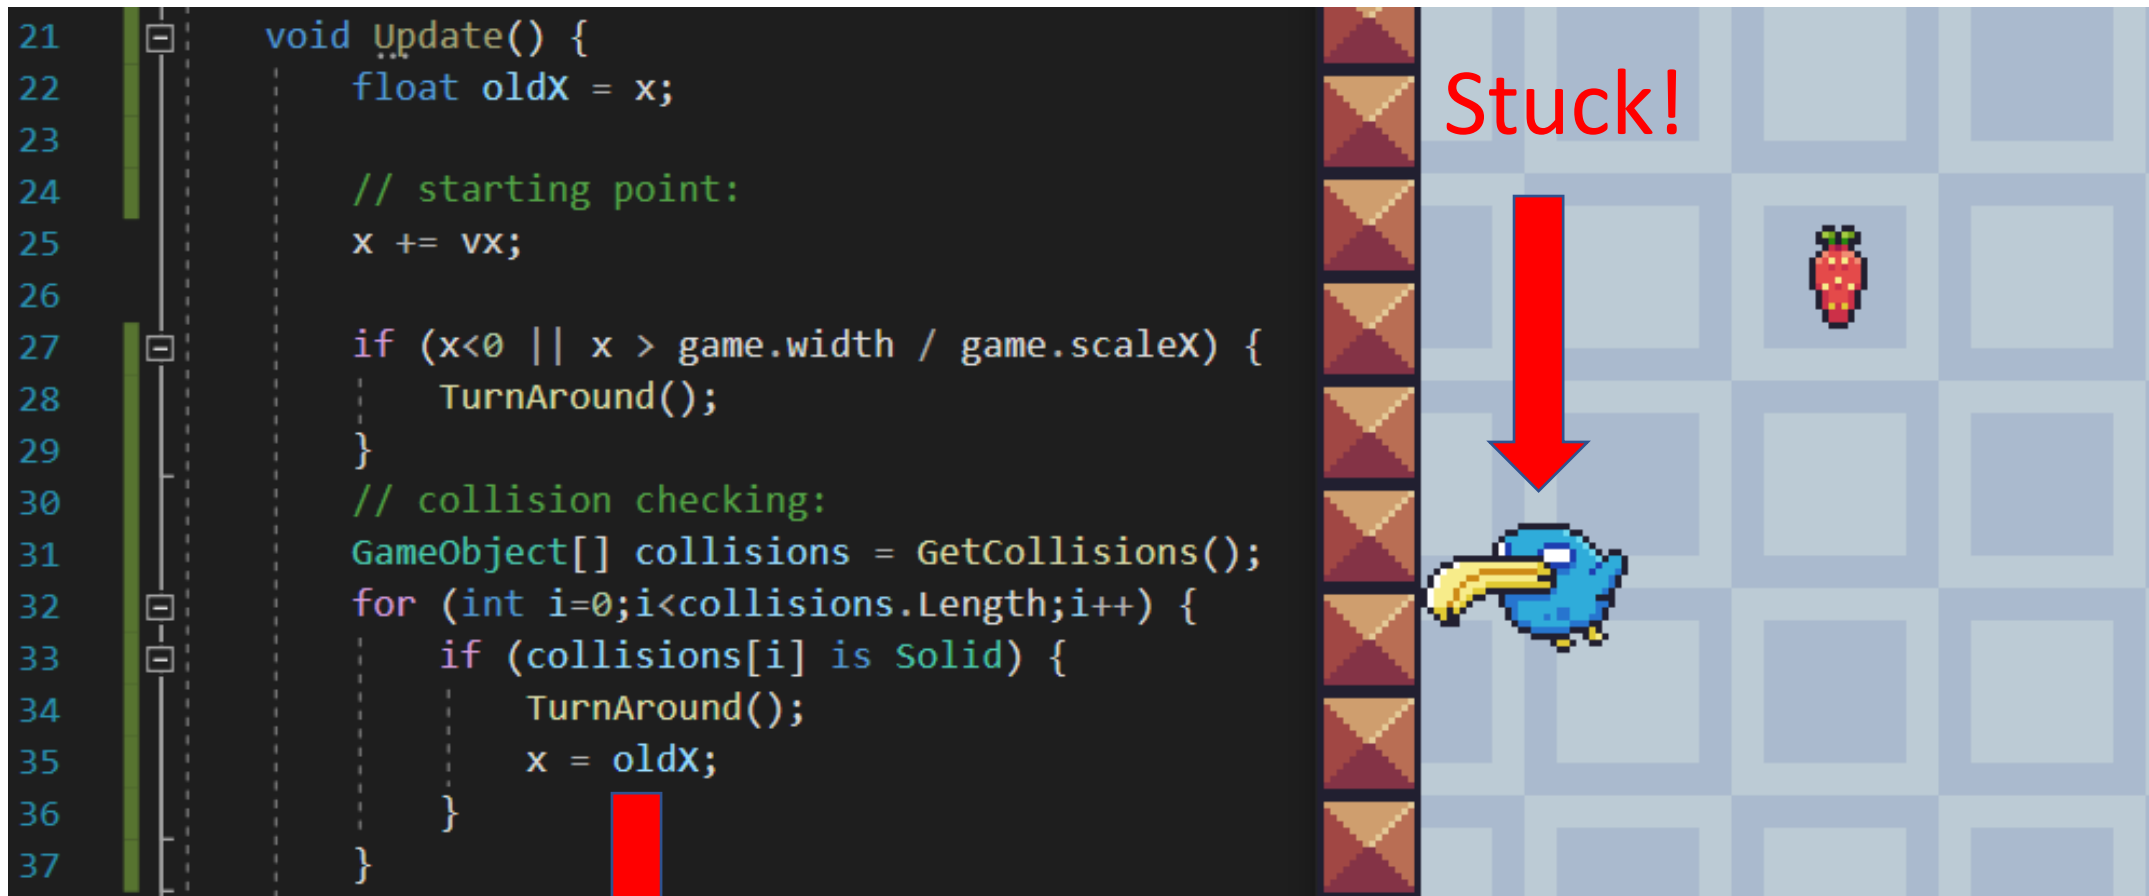 21 void Update() {
22 float oldX = x;
23
24 // starting point:
25 x += vx;
26
27 if (x<0 || x > game.width / game.scaleX) {
28 TurnAround();
29 }
30 // collision checking:
31 GameObject[] collisions = GetCollisions();
32 for (int i=0;i<collisions.Length;i++) {
33 if (collisions[i] is Solid) {
34 TurnAround();
35 x = oldX;
36 }
37 }
Stuck!